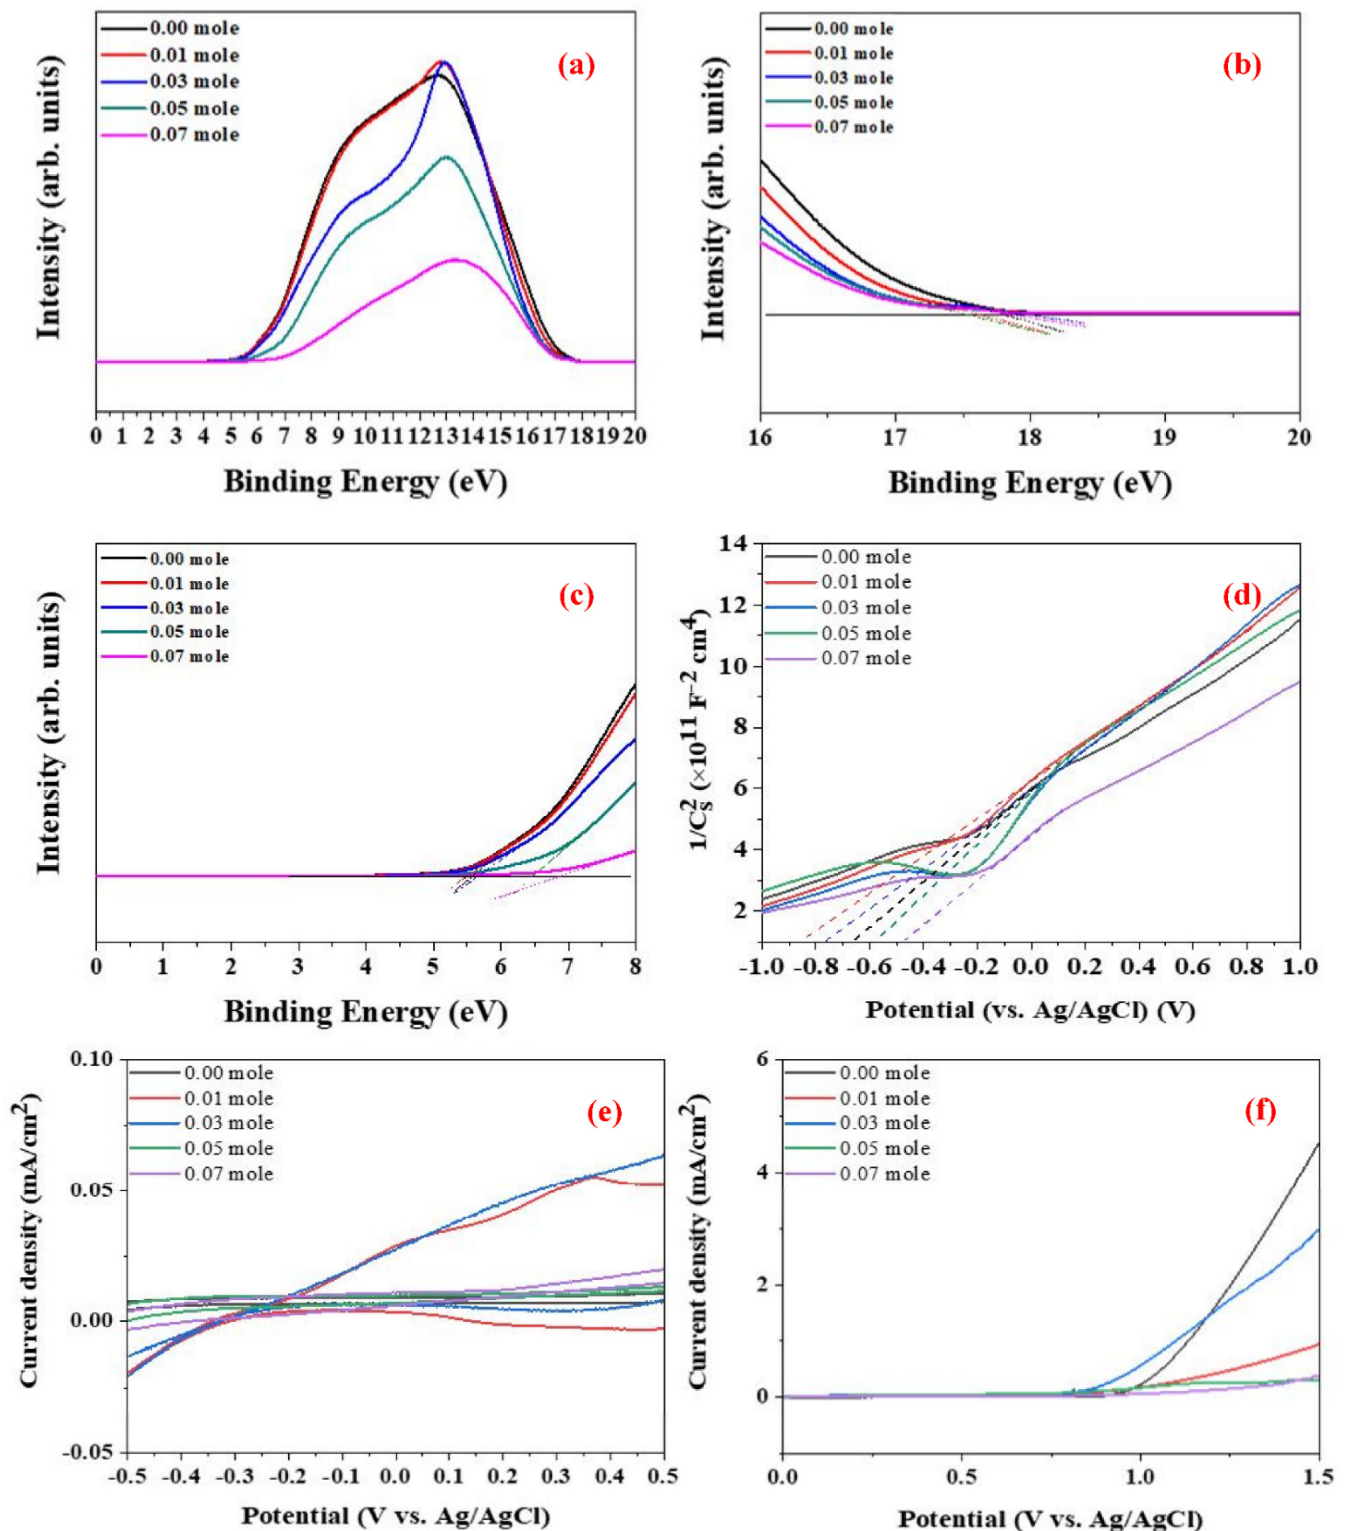 0.00 mole
0.01 mole
0.03 mole
0.05 mole
0.07 mole
(a)
Intensity (arb. units)
0 1 2 3 4 5 6 7 8 9 10 11 12 13 14 15 16 17 18 19 20
Binding Energy (eV)
0.00 mole
0.01 mole
0.03 mole
0.05 mole
0.07 mole
(b)
Intensity (arb. units)
16 17 18 19 20
Binding Energy (eV)
0.00 mole
0.01 mole
0.03 mole
0.05 mole
0.07 mole
(c)
Intensity (arb. units)
0 1 2 3 4 5 6 7 8
Binding Energy (eV)
14
12
10
8
6
4
2
0.00 mole
0.01 mole
0.03 mole
0.05 mole
0.07 mole
(d)
1/C_s^2 (×10^11 F^-2 cm^4)
-1.0 -0.8 -0.6 -0.4 -0.2 0.0 0.2 0.4 0.6 0.8 1.0
Potential (vs. Ag/AgCl) (V)
0.10
0.05
0.00
-0.05
0.00 mole
0.01 mole
0.03 mole
0.05 mole
0.07 mole
(e)
Current density (mA/cm²)
-0.5 -0.4 -0.3 -0.2 -0.1 0.0 0.1 0.2 0.3 0.4 0.5
Potential (V vs. Ag/AgCl)
6
4
2
0
0.00 mole
0.01 mole
0.03 mole
0.05 mole
0.07 mole
(f)
Current density (mA/cm²)
0.0 0.5 1.0 1.5
Potential (V vs. Ag/AgCl)